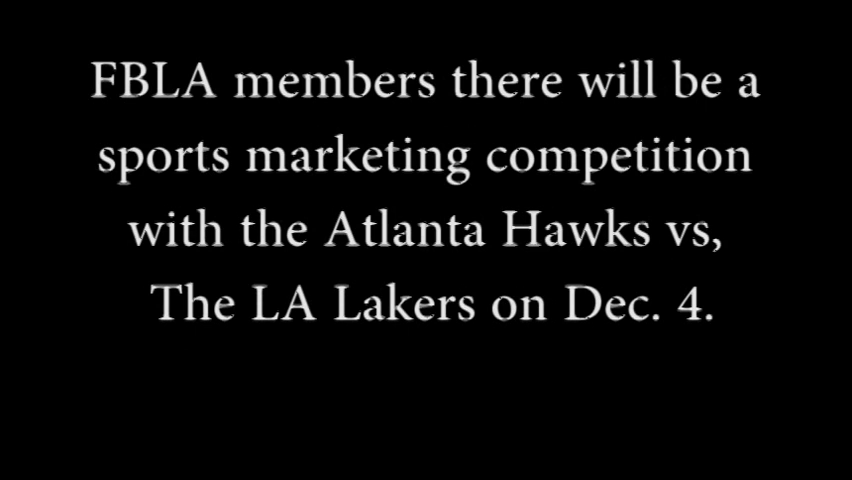 FBLA members there will be a
sports marketing competition
with the Atlanta Hawks vs,
The LA Lakers on Dec. 4.